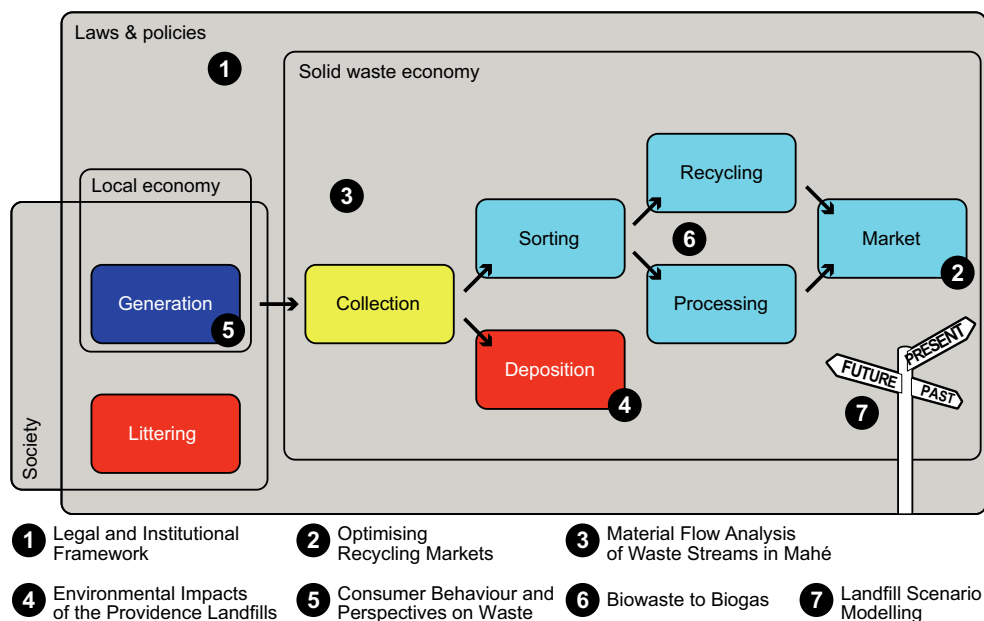 Laws & policies
1
Solid waste economy
Local economy
3
Recycling
Sorting
6
Market
2
Generation
5
Collection
Processing
Deposition
4
PRESENT
FUTURE
PAST
7
Littering
Society
1 Legal and Institutional
Framework
2 Optimising
Recycling Markets
3 Material Flow Analysis
of Waste Streams in Mahé
4 Environmental Impacts
of the Providence Landfills
5 Consumer Behaviour and
Perspectives on Waste
6 Biowaste to Biogas
7 Landfill Scenario
Modelling